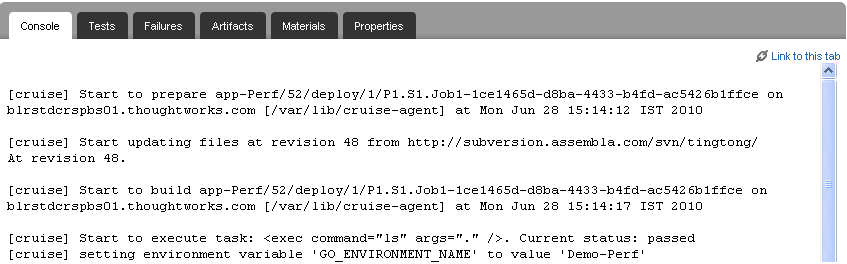 Console Tests Failures Artifacts Materials Properties
Link to this tab
[cruise] Start to prepare app-Perf/52/deploy/1/P1.S1.Job1-1ce1465d-d8ba-4433-b4fd-ac5426b1ffce on
blrstdcrspbs01.thoughtworks.com [/var/lib/cruise-agent] at Mon Jun 28 15:14:12 IST 2010
[cruise] Start updating files at revision 48 from http://subversion.assembla.com/svn/tingtong/
At revision 48.
[cruise] Start to build app-Perf/52/deploy/1/P1.S1.Job1-1ce1465d-d8ba-4433-b4fd-ac5426b1ffce on
blrstdcrspbs01.thoughtworks.com [/var/lib/cruise-agent] at Mon Jun 28 15:14:17 IST 2010
[cruise] Start to execute task: <exec command="ls" args="." />. Current status: passed
[cruise] setting environment variable 'GO_ENVIRONMENT_NAME' to value 'Demo-Perf'